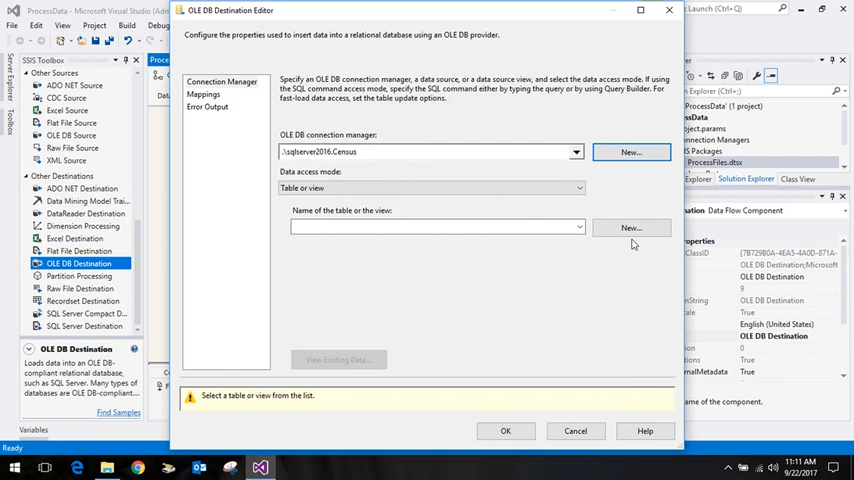 ProcessData - Microsoft Visual Studio
File Edit View
OLE DB Destination Editor
Configure the properties used to insert data into a relational database using an OLE DB provider.
Connection Manager
Mappings
Error Output
Specify an OLE DB connection manager, a data source, or a data source view, and select the data access mode. If using
the SQL command access mode, specify the SQL command either by typing the query or by using Query Builder. For
fast-load data access, set the table update options.
OLE DB connection manager:
.\sqlserver2016.Census
New...
Data access mode:
Table or view
Name of the table or the view:
New...
View Existing Data...
Select a table or view from the list.
OK
Cancel
Help
Server Explorer
Toolbox
SSIS Toolbox
Other Sources
ADO NET Source
CDC Source
Excel Source
Flat File Source
OLE DB Source
Raw File Source
XML Source
Other Destinations
ADO NET Destination
Data Mining Model Trai...
DataReader Destination
Dimension Processing
Excel Destination
Flat File Destination
OLE DB Destination
Partition Processing
Raw File Destination
Recordset Destination
SQL Server Compact D...
SQL Server Destination
OLE DB Destination
Loads data into an OLE DB-
compliant relational database,
such as SQL Server. Many types
of databases are OLE DB-
compliant, including databases
Find Samples
Variables
Ready
Launch (Ctrl+Q)
Explorer
ProcessData' (1 project)
cessData
Project.params
Connection Managers
S Packages
ProcessFiles.dtsx
Explorer
Solution Explorer
Class View
Destination Data Flow Component
Properties
ClassID
{7B729B0A-4EA5-4A0D-871A-
OLE DB Destination;Microsoft
OLE DB Destination
9
True
English (United States)
OLE DB Destination
ernalMetadata
True
name of the component.
11:11 AM
9/22/2017